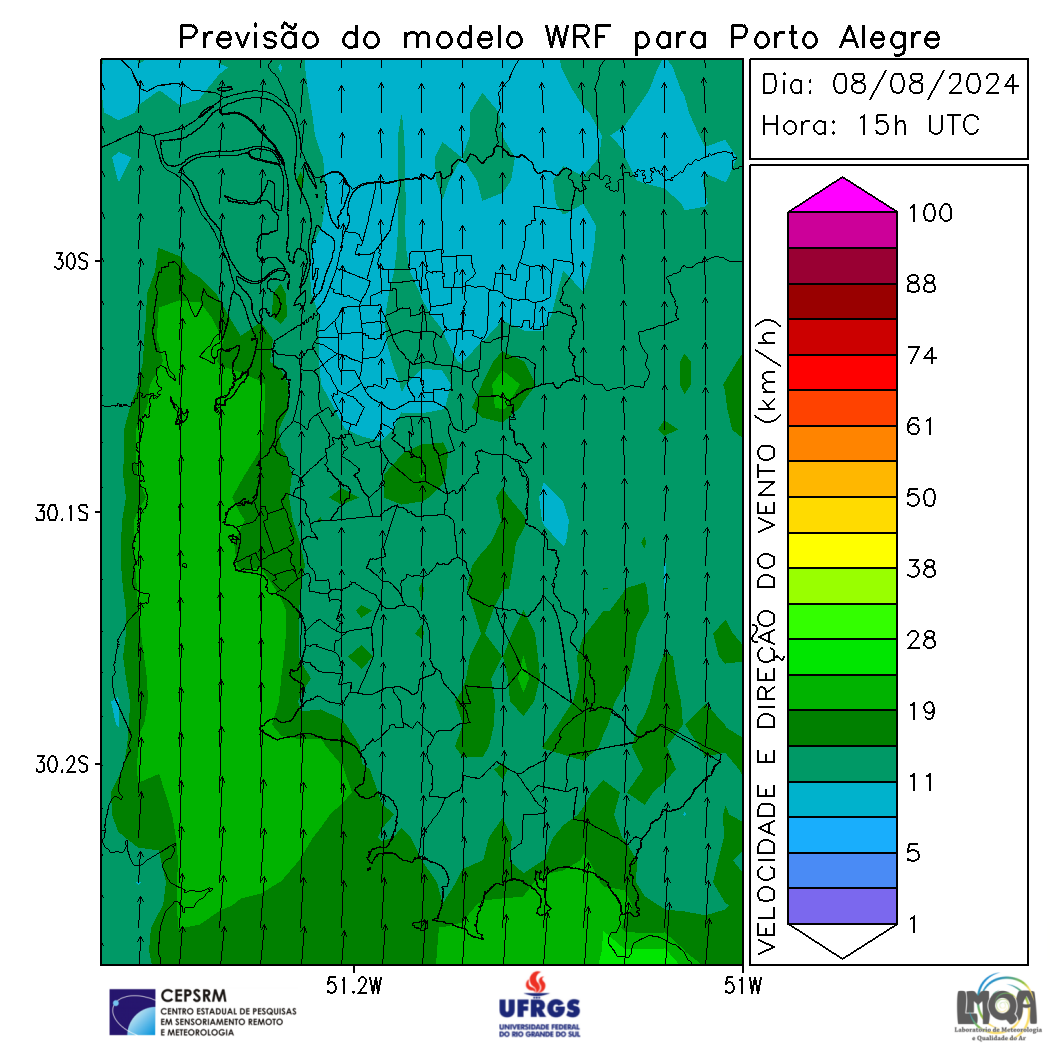 Previsão do modelo WRF para Porto Alegre
Dia: 08/08/2024
Hora: 15h UTC
30S
30.1S
30.2S
51.2W
51W
VELOCIDADE E DIREÇÃO DO VENTO (km/h)
100
88
74
61
50
38
28
19
11
5
1
CEPSRM
CENTRO ESTADUAL DE PESQUISAS
EM SENSORIAMENTO REMOTO
E METEOROLOGIA
UFRGS
UNIVERSIDADE FEDERAL
DO RIO GRANDE DO SUL
LMQA
Laboratório de Meteorologia
e Qualidade do Ar